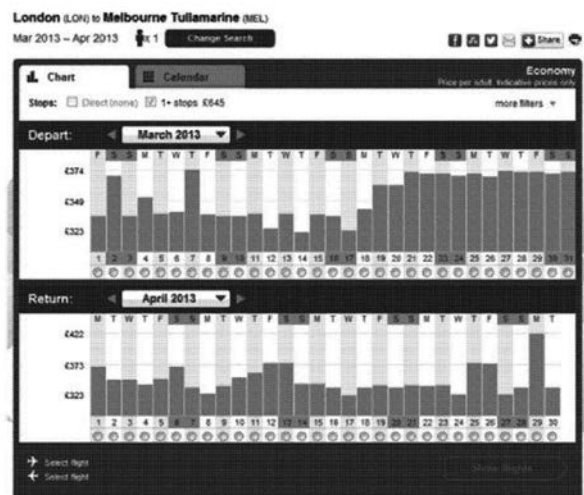 London (LON) to Melbourne Tullamarine (MEL)
Mar 2013 – Apr 2013 x 1 Change Search Share
Chart Calendar Economy
Price per adult. Indicative prices only
Stops: Direct (none) 1+ stops £645 more filters
Depart: March 2013
F S S M T W T F S S M T W T F S S M T W T F S S M T W T F S S
£374
£349
£323
1 2 3 4 5 6 7 8 9 10 11 12 13 14 15 16 17 18 19 20 21 22 23 24 25 26 27 28 29 30 31
Return: April 2013
M T W T F S S M T W T F S S M T W T F S S M T W T F S S M T
£422
£373
£323
1 2 3 4 5 6 7 8 9 10 11 12 13 14 15 16 17 18 19 20 21 22 23 24 25 26 27 28 29 30
Select flight
Select flight
Show flights